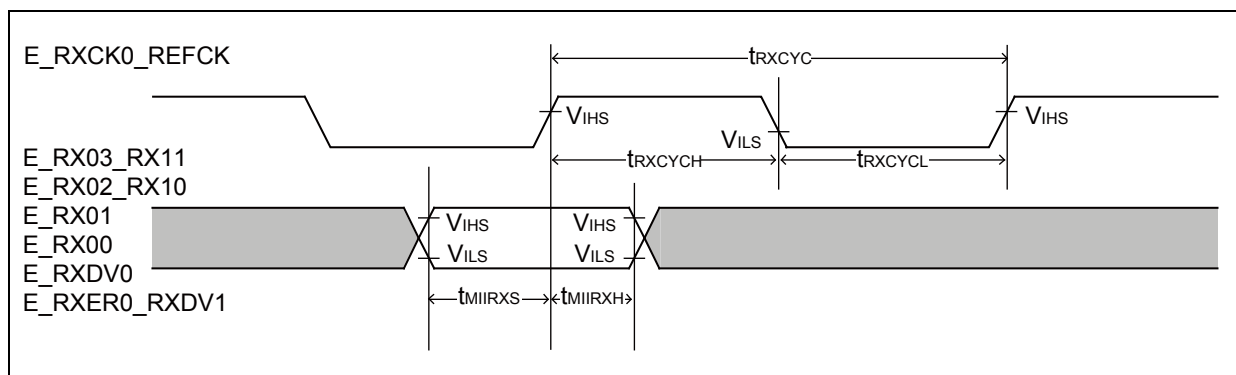 E_RXCK0_REFCK
tRXCYC
VIHS
VILS
VIHS
tRXCYCH
tRXCYCL
E_RX03_RX11
E_RX02_RX10
E_RX01
E_RX00
E_RXDV0
E_RXER0_RXDV1
VIHS
VIHS
VILS
VILS
tMIIRXS
tMIIRXH